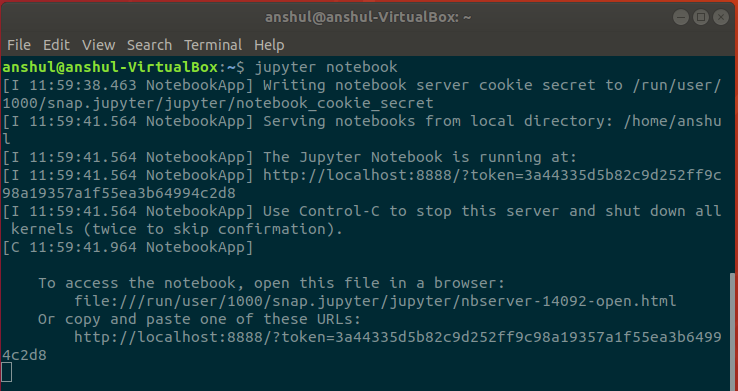 anshul@anshul-VirtualBox: ~
File Edit View Search Terminal Help
anshul@anshul-VirtualBox:~$ jupyter notebook
[I 11:59:38.463 NotebookApp] Writing notebook server cookie secret to /run/user/
1000/snap.jupyter/jupyter/notebook_cookie_secret
[I 11:59:41.564 NotebookApp] Serving notebooks from local directory: /home/anshu
l
[I 11:59:41.564 NotebookApp] The Jupyter Notebook is running at:
[I 11:59:41.564 NotebookApp] http://localhost:8888/?token=3a44335d5b82c9d252ff9c
98a19357a1f55ea3b64994c2d8
[I 11:59:41.564 NotebookApp] Use Control-C to stop this server and shut down all
 kernels (twice to skip confirmation).
[C 11:59:41.964 NotebookApp]
    To access the notebook, open this file in a browser:
        file:///run/user/1000/snap.jupyter/jupyter/nbserver-14092-open.html
    Or copy and paste one of these URLs:
        http://localhost:8888/?token=3a44335d5b82c9d252ff9c98a19357a1f55ea3b6499
4c2d8